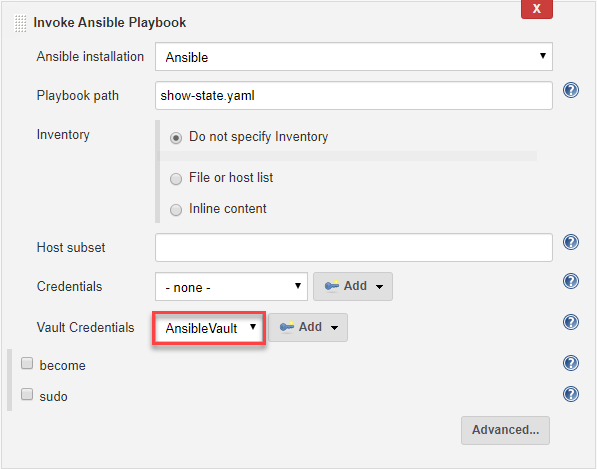 X
Invoke Ansible Playbook
Ansible installation Ansible
Playbook path show-state.yaml ?
Inventory Do not specify Inventory
File or host list
Inline content
Host subset ?
Credentials - none - Add ?
Vault Credentials AnsibleVault Add ?
become ?
sudo ?
Advanced...